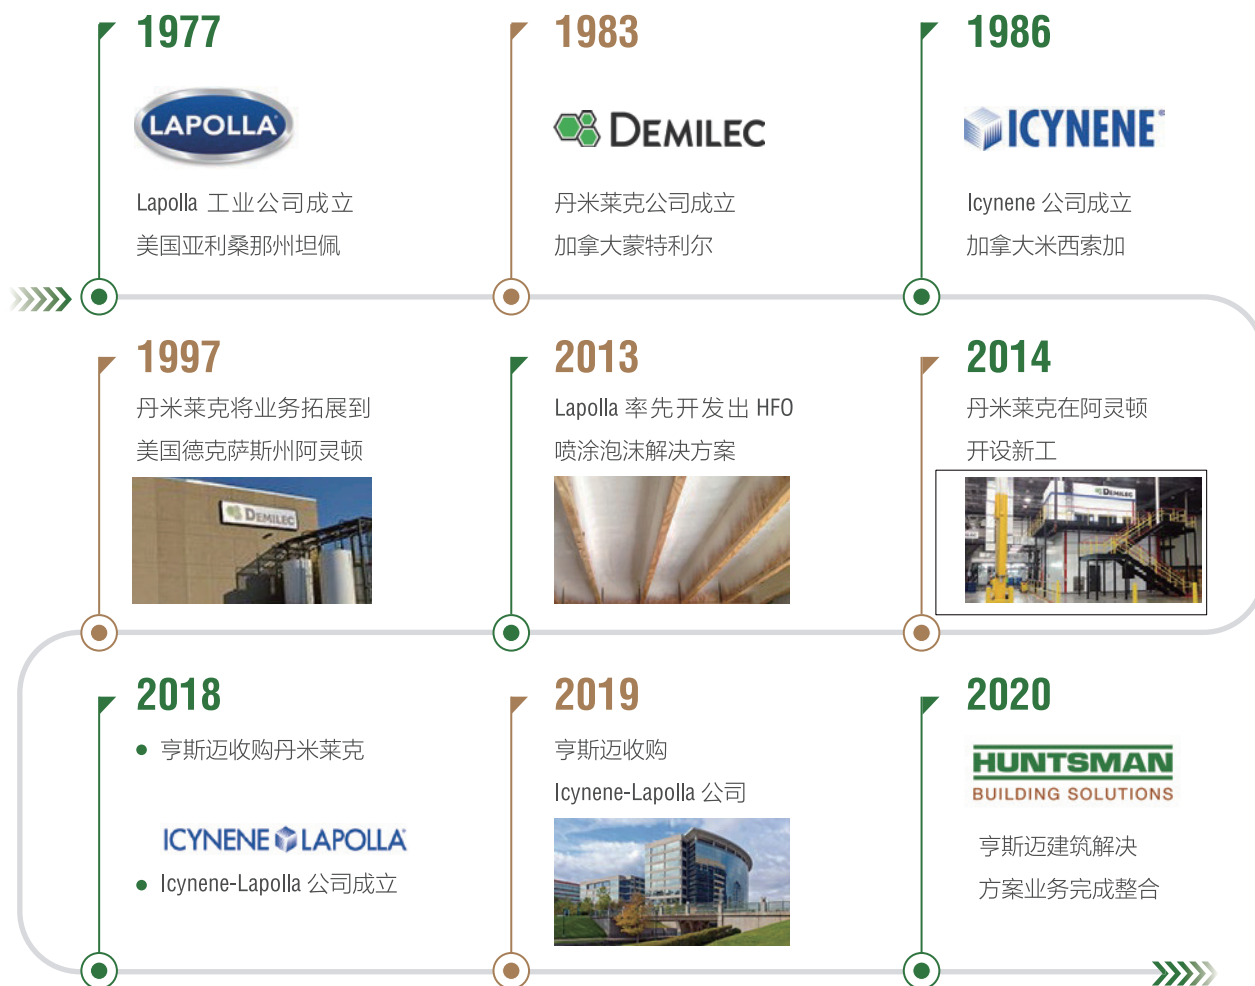 1977
LAPOLLA
Lapolla 工业公司成立
美国亚利桑那州坦佩
1983
DEMILEC
丹米莱克公司成立
加拿大蒙特利尔
1986
ICYNENE®
Icynene 公司成立
加拿大米西索加
1997
丹米莱克将业务拓展到
美国德克萨斯州阿灵顿
DEMILEC
2013
Lapolla 率先开发出 HFO
喷涂泡沫解决方案
2014
丹米莱克在阿灵顿
开设新工
DEMILEC
2018
亨斯迈收购丹米莱克
ICYNENE LAPOLLA
Icynene-Lapolla 公司成立
2019
亨斯迈收购
Icynene-Lapolla 公司
2020
HUNTSMAN
BUILDING SOLUTIONS
亨斯迈建筑解决
方案业务完成整合